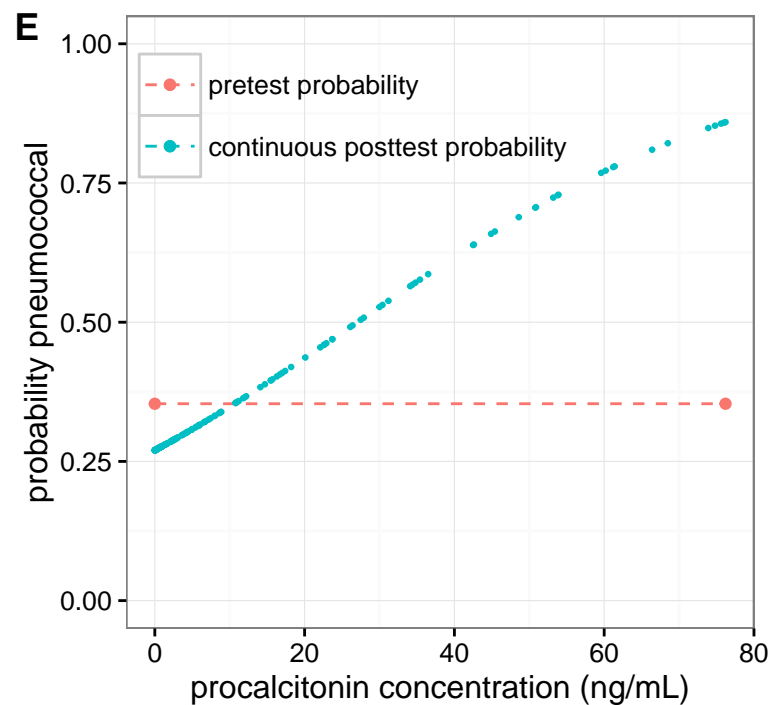 E
1.00
0.75
0.50
0.25
0.00
probability pneumococcal
pretest probability
continuous posttest probability
0 20 40 60 80
procalcitonin concentration (ng/mL)